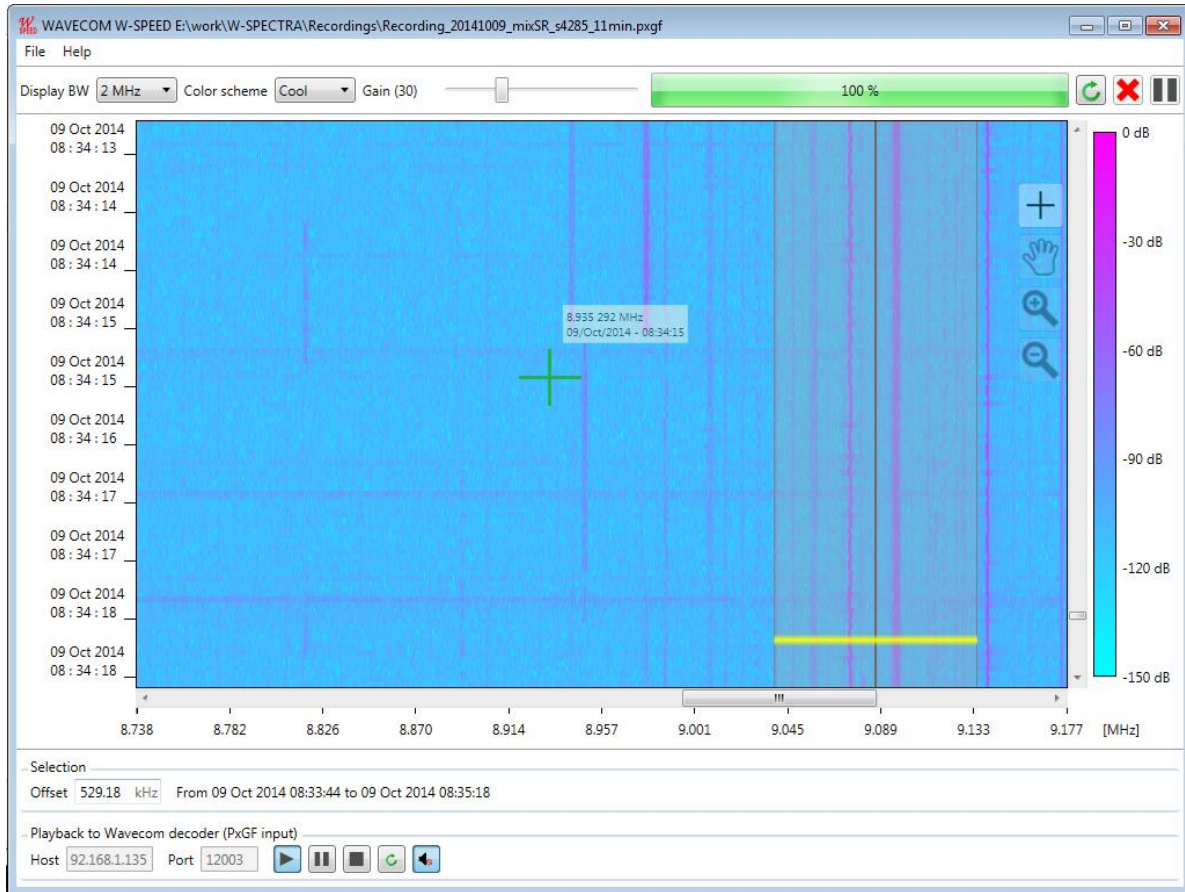 WAVECOM W-SPEED E:\work\W-SPECTRA\Recordings\Recording_20141009_mixSR_s4285_11min.pxgf
File Help
Display BW 2 MHz Color scheme Cool Gain (30) 100 %
09 Oct 2014
08 : 34 : 13
09 Oct 2014
08 : 34 : 14
09 Oct 2014
08 : 34 : 14
09 Oct 2014
08 : 34 : 15
09 Oct 2014
08 : 34 : 15
09 Oct 2014
08 : 34 : 16
09 Oct 2014
08 : 34 : 17
09 Oct 2014
08 : 34 : 17
09 Oct 2014
08 : 34 : 18
09 Oct 2014
08 : 34 : 18
8.935 292 MHz
09/Oct/2014 - 08:34:15
0 dB
-30 dB
-60 dB
-90 dB
-120 dB
-150 dB
8.738 8.782 8.826 8.870 8.914 8.957 9.001 9.045 9.089 9.133 9.177 [MHz]
Selection
Offset 529.18 kHz From 09 Oct 2014 08:33:44 to 09 Oct 2014 08:35:18
Playback to Wavecom decoder (PxGF input)
Host 92.168.1.135 Port 12003